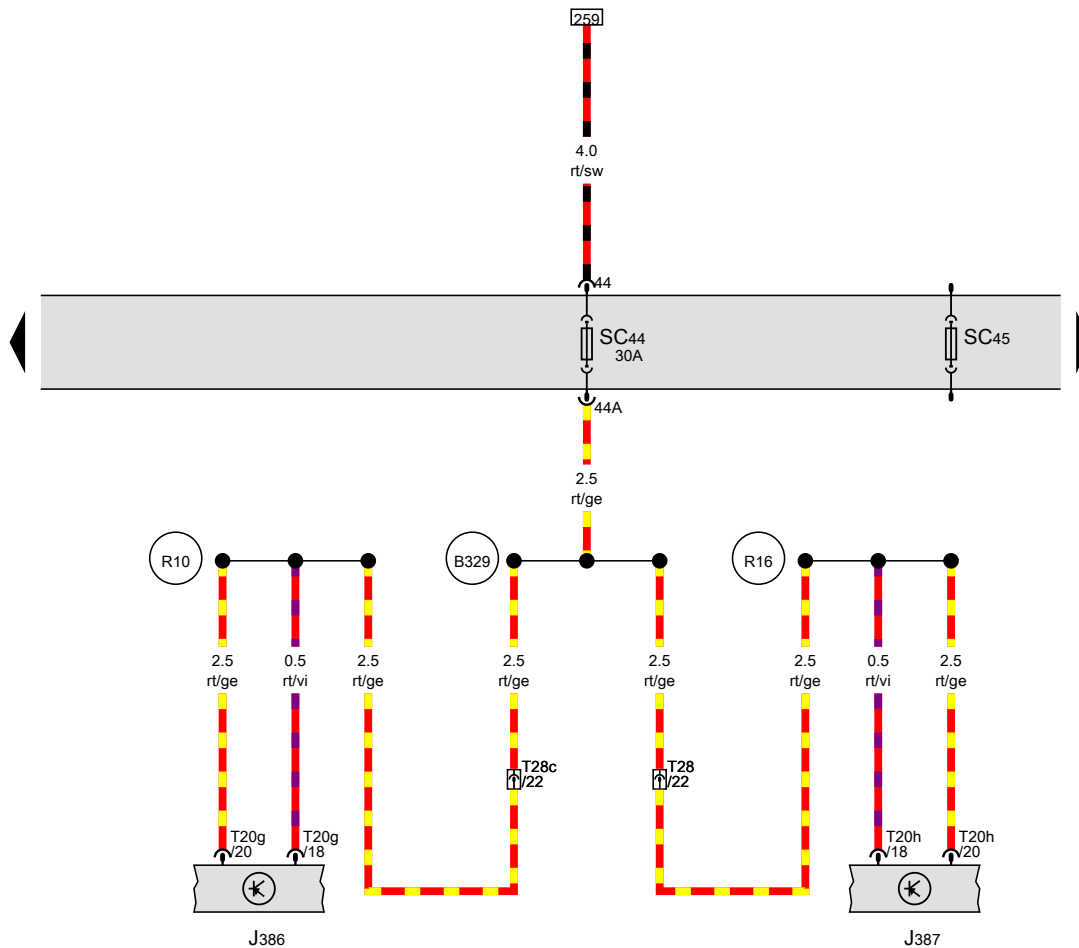 259
4.0
rt/sw
44
SC44
30A
SC45
44A
2.5
rt/ge
R10
B329
R16
2.5
rt/ge
0.5
rt/vi
2.5
rt/ge
2.5
rt/ge
2.5
rt/ge
2.5
rt/ge
0.5
rt/vi
2.5
rt/ge
T28c
/22
T28
/22
T20g
/20
T20g
/18
T20h
/18
T20h
/20
J386
J387